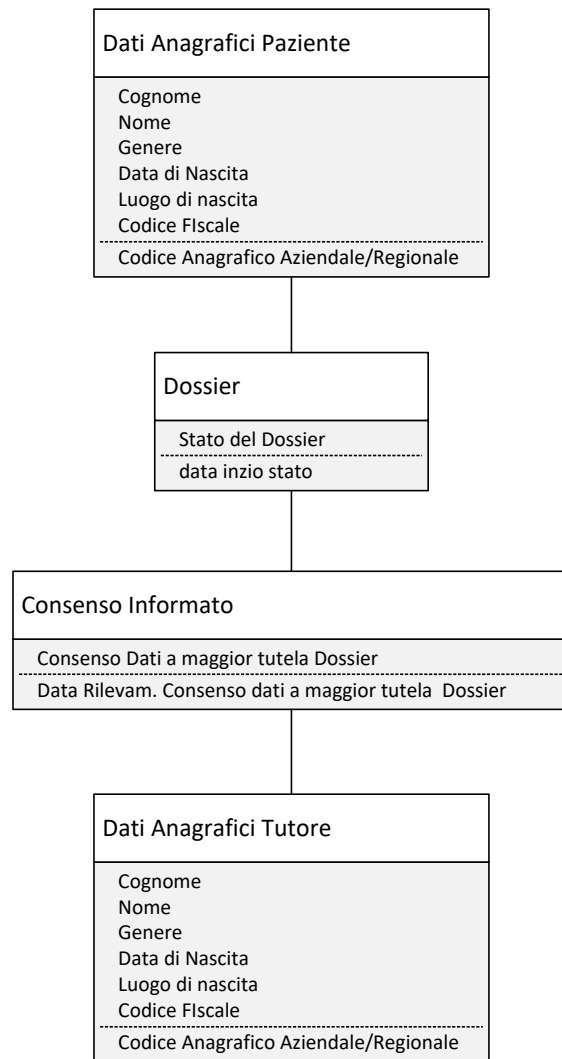 Dati Anagrafici Paziente
Cognome
Nome
Genere
Data di Nascita
Luogo di nascita
Codice FIscale
Codice Anagrafico Aziendale/Regionale
Dossier
Stato del Dossier
data inzio stato
Consenso Informato
Consenso Dati a maggior tutela Dossier
Data Rilevam. Consenso dati a maggior tutela  Dossier
Dati Anagrafici Tutore
Cognome
Nome
Genere
Data di Nascita
Luogo di nascita
Codice FIscale
Codice Anagrafico Aziendale/Regionale